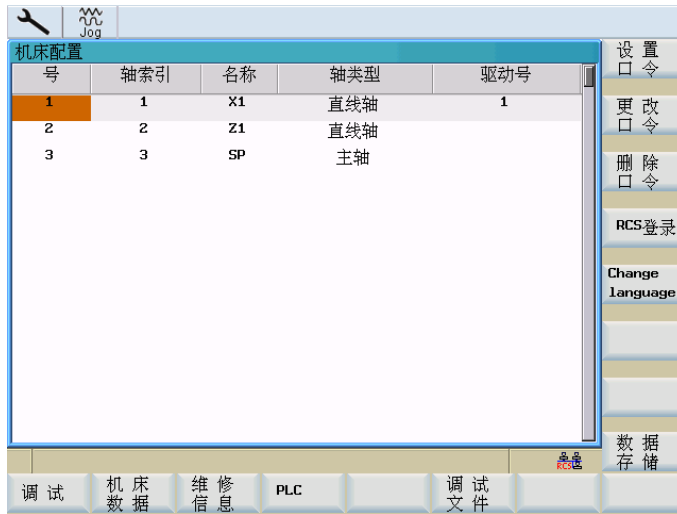 Jog
机床配置
号 轴索引 名称 轴类型 驱动号
1 1 X1 直线轴 1
2 2 Z1 直线轴
3 3 SP 主轴
设置
口令
更改
口令
删除
口令
RCS登录
Change
language
数据
存储
RCS
调试
机床
数据
维修
信息
PLC
调试
文件